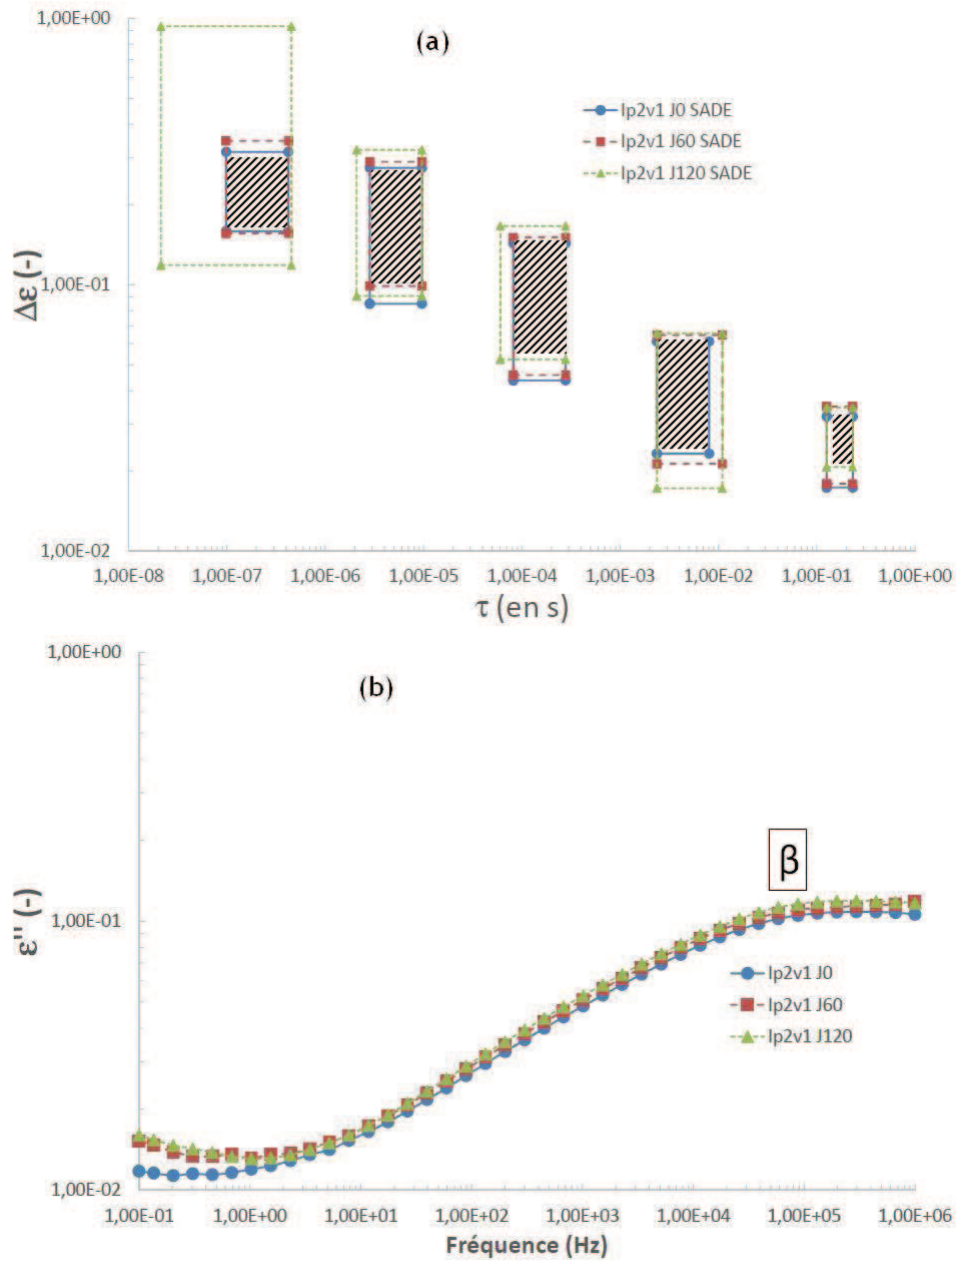 1,00E+00
(a)
Ip2v1 J0 SADE
Ip2v1 J60 SADE
Ip2v1 J120 SADE
Δε (-)
1,00E-01
1,00E-02
1,00E-08 1,00E-07 1,00E-06 1,00E-05 1,00E-04 1,00E-03 1,00E-02 1,00E-01 1,00E+00
τ (en s)
1,00E+00
(b)
β
ε'' (-)
1,00E-01
Ip2v1 J0
Ip2v1 J60
Ip2v1 J120
1,00E-02
1,00E-01 1,00E+00 1,00E+01 1,00E+02 1,00E+03 1,00E+04 1,00E+05 1,00E+06
Fréquence (Hz)